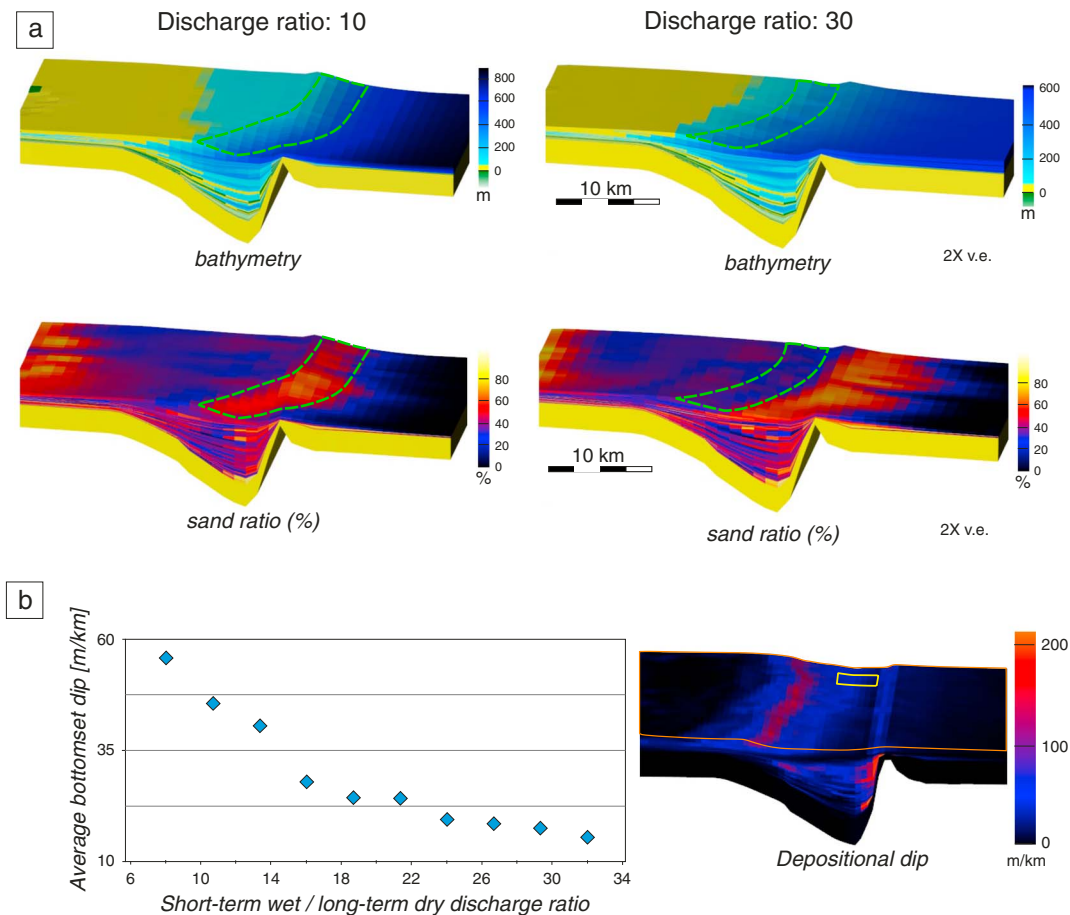 a
Discharge ratio: 10
Discharge ratio: 30
800
600
400
200
0
m
600
400
200
0
m
10 km
bathymetry
bathymetry
2X v.e.
80
60
40
20
0
%
80
60
40
20
0
%
10 km
sand ratio (%)
sand ratio (%)
2X v.e.
b
Average bottomset dip [m/km]
60
35
10
6 10 14 18 22 26 30 34
Short-term wet / long-term dry discharge ratio
200
100
0
m/km
Depositional dip